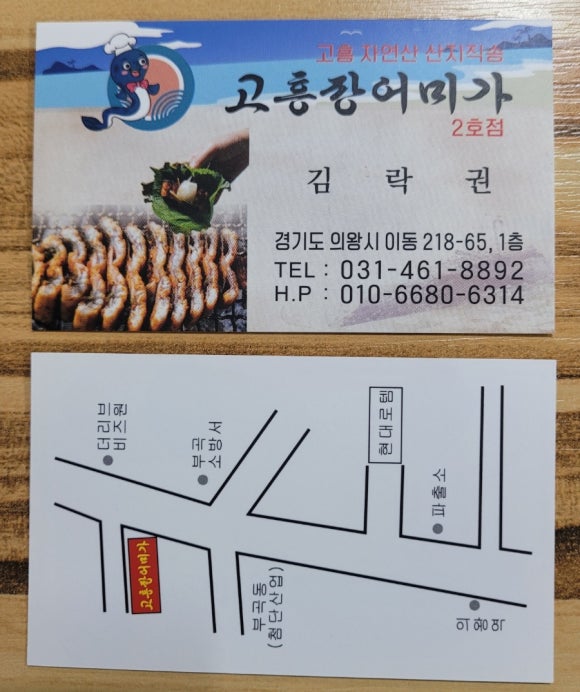 고흥 자연산 산지직송
고흥장어미가
2호점
김 락 권
경기도 의왕시 이동 218-65, 1층
TEL : 031-461-8892
H.P : 010-6680-6314
더리브
비즈원
부곡
소방서
현대로템
파출소
고흥장어미가
부곡동
(첨단산업)
의왕역